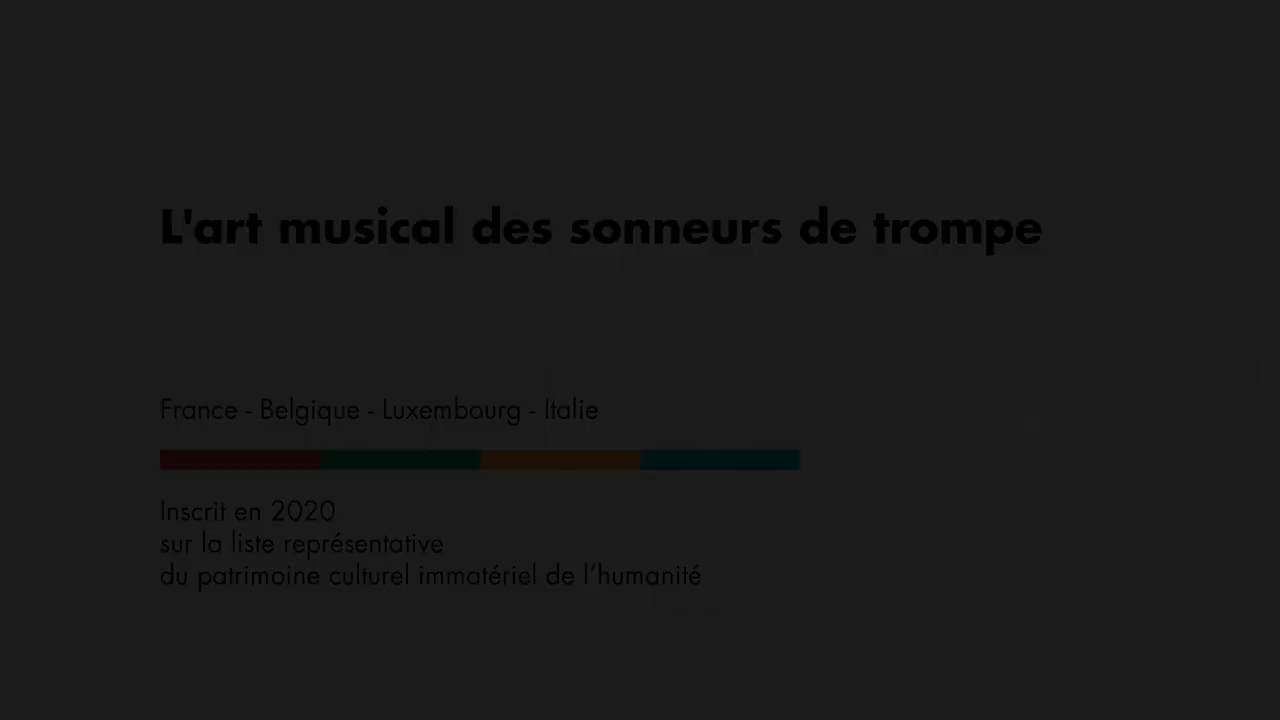 L'art musical des sonneurs de trompe
France - Belgique - Luxembourg - Italie
Inscrit en 2020
sur la liste représentative
du patrimoine culturel immatériel de l’humanité